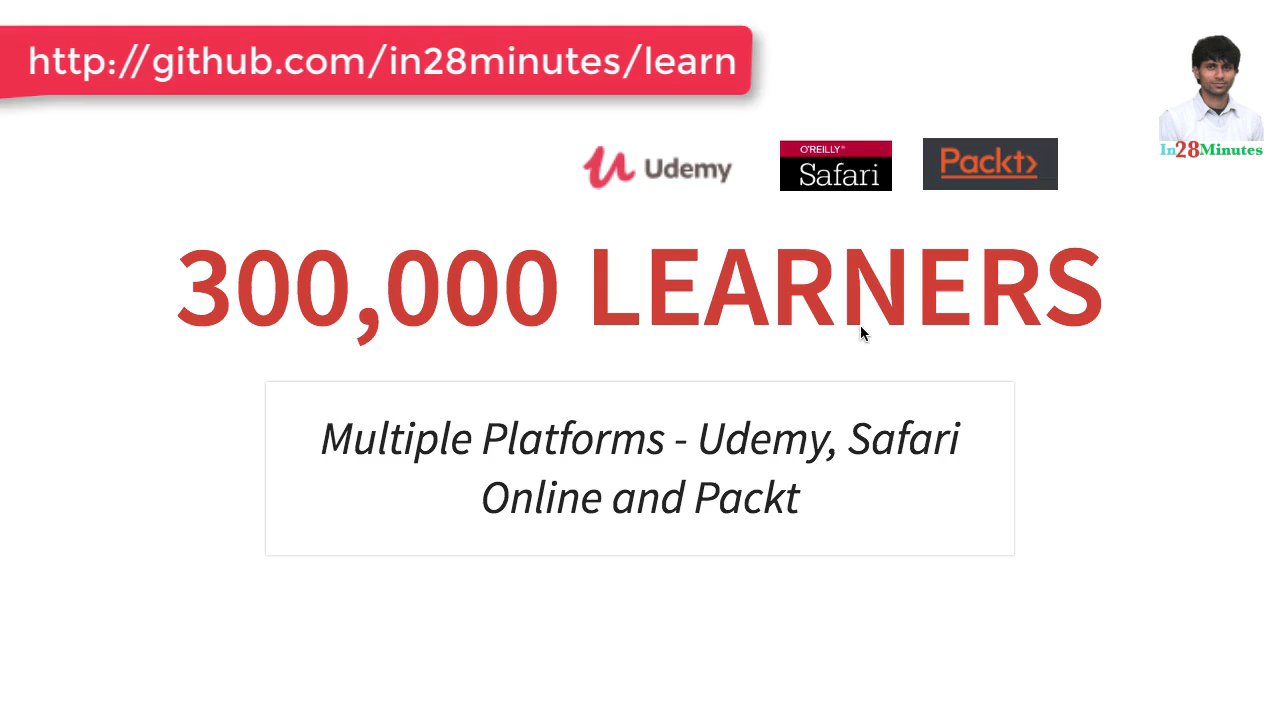 http://github.com/in28minutes/learn
In28Minutes
Udemy
O'REILLY®
Safari
Packt>
300,000 LEARNERS
Multiple Platforms - Udemy, Safari
Online and Packt